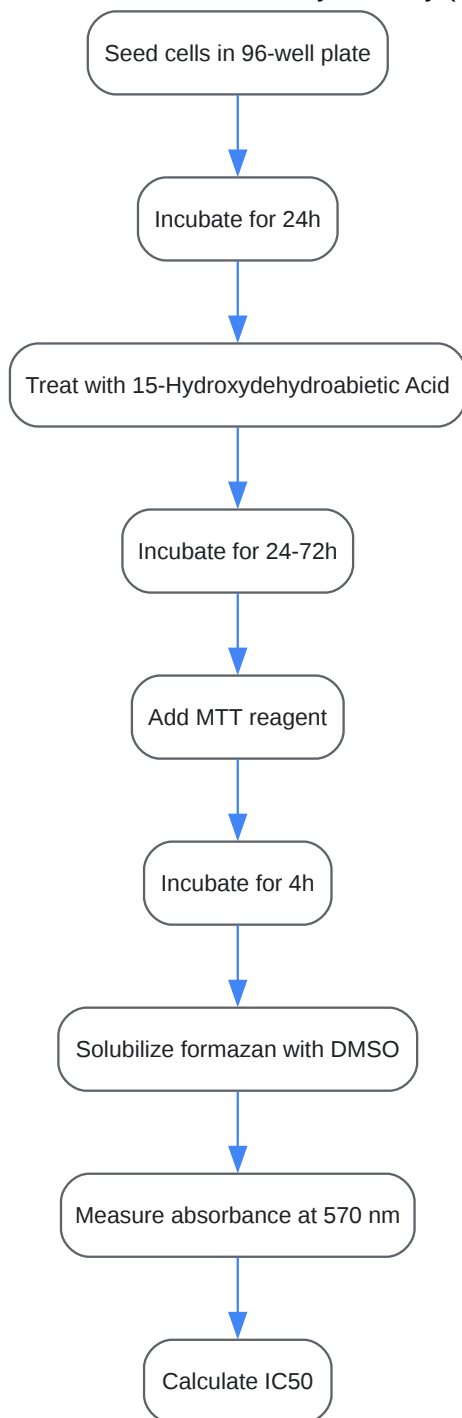 Seed cells in 96-well plate
Incubate for 24h
Treat with 15-Hydroxydehydroabietic Acid
Incubate for 24-72h
Add MTT reagent
Incubate for 4h
Solubilize formazan with DMSO
Measure absorbance at 570 nm
Calculate IC50